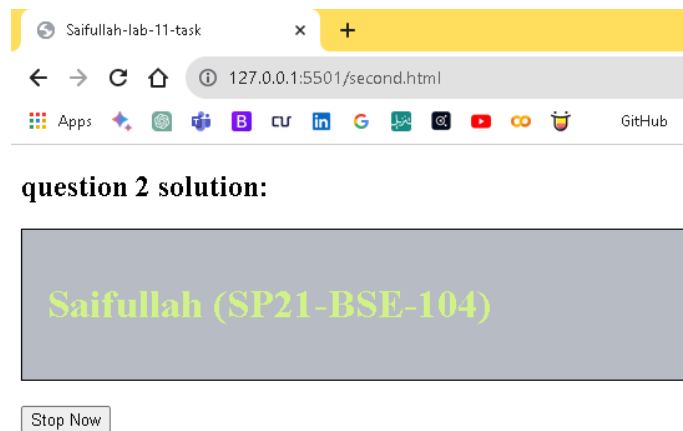 Saifullah-lab-11-task
127.0.0.1:5501/second.html
Apps
GitHub
question 2 solution:
Saifullah (SP21-BSE-104)
Stop Now